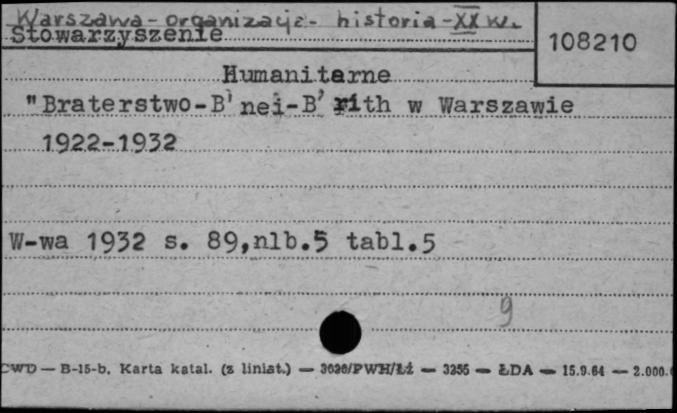 Warszawa - organizacje - historia - XX w.
Stowarzyszenie
108210
Humanitarne
"Braterstwo-B'nei-B'rith w Warszawie
1922-1932
W-wa 1932 s. 89,nlb.5 tabl.5
9
CWD — B-15-b. Karta katal. (z liniat.) — 3626/PWH/Łź — 3255 — ŁDA — 15.9.64 — 2.000.